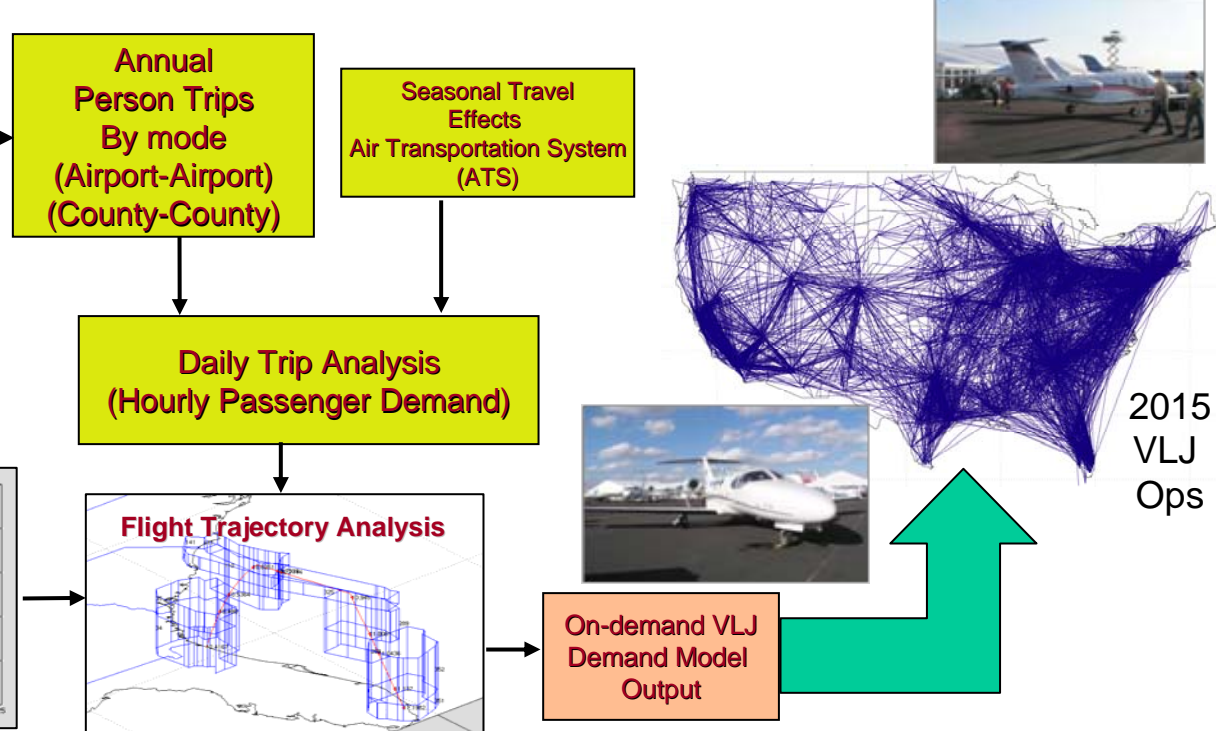 Annual
Person Trips
By mode
(Airport-Airport)
(County-County)
Seasonal Travel
Effects
Air Transportation System
(ATS)
Daily Trip Analysis
(Hourly Passenger Demand)
Flight Trajectory Analysis
On-demand VLJ
Demand Model
Output
2015
VLJ
Ops